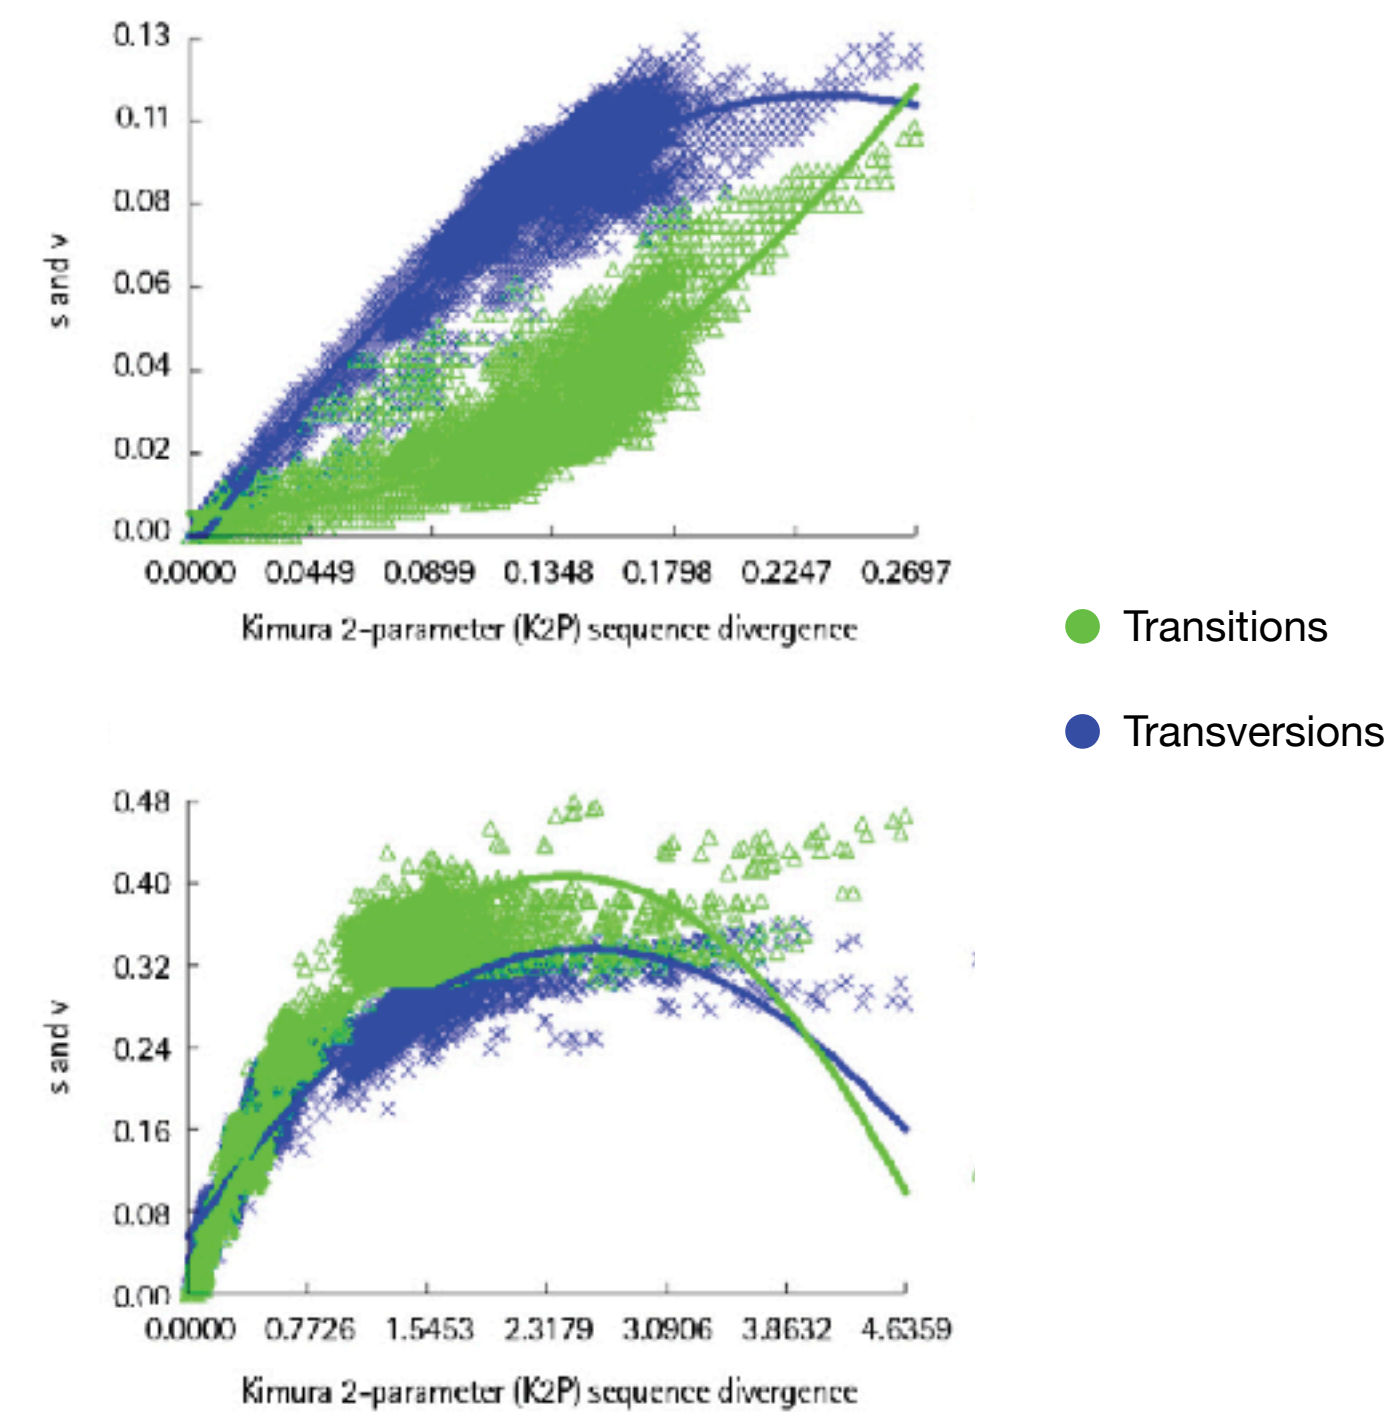 0.13
0.11
0.08
0.06
0.04
0.02
0.00
s and v
0.0000 0.0449 0.0899 0.1348 0.1798 0.2247 0.2697
Kimura 2-parameter (K2P) sequence divergence
Transitions
Transversions
0.48
0.40
0.32
0.24
0.16
0.08
0.00
s and v
0.0000 0.7726 1.5453 2.3179 3.0906 3.8632 4.6359
Kimura 2-parameter (K2P) sequence divergence